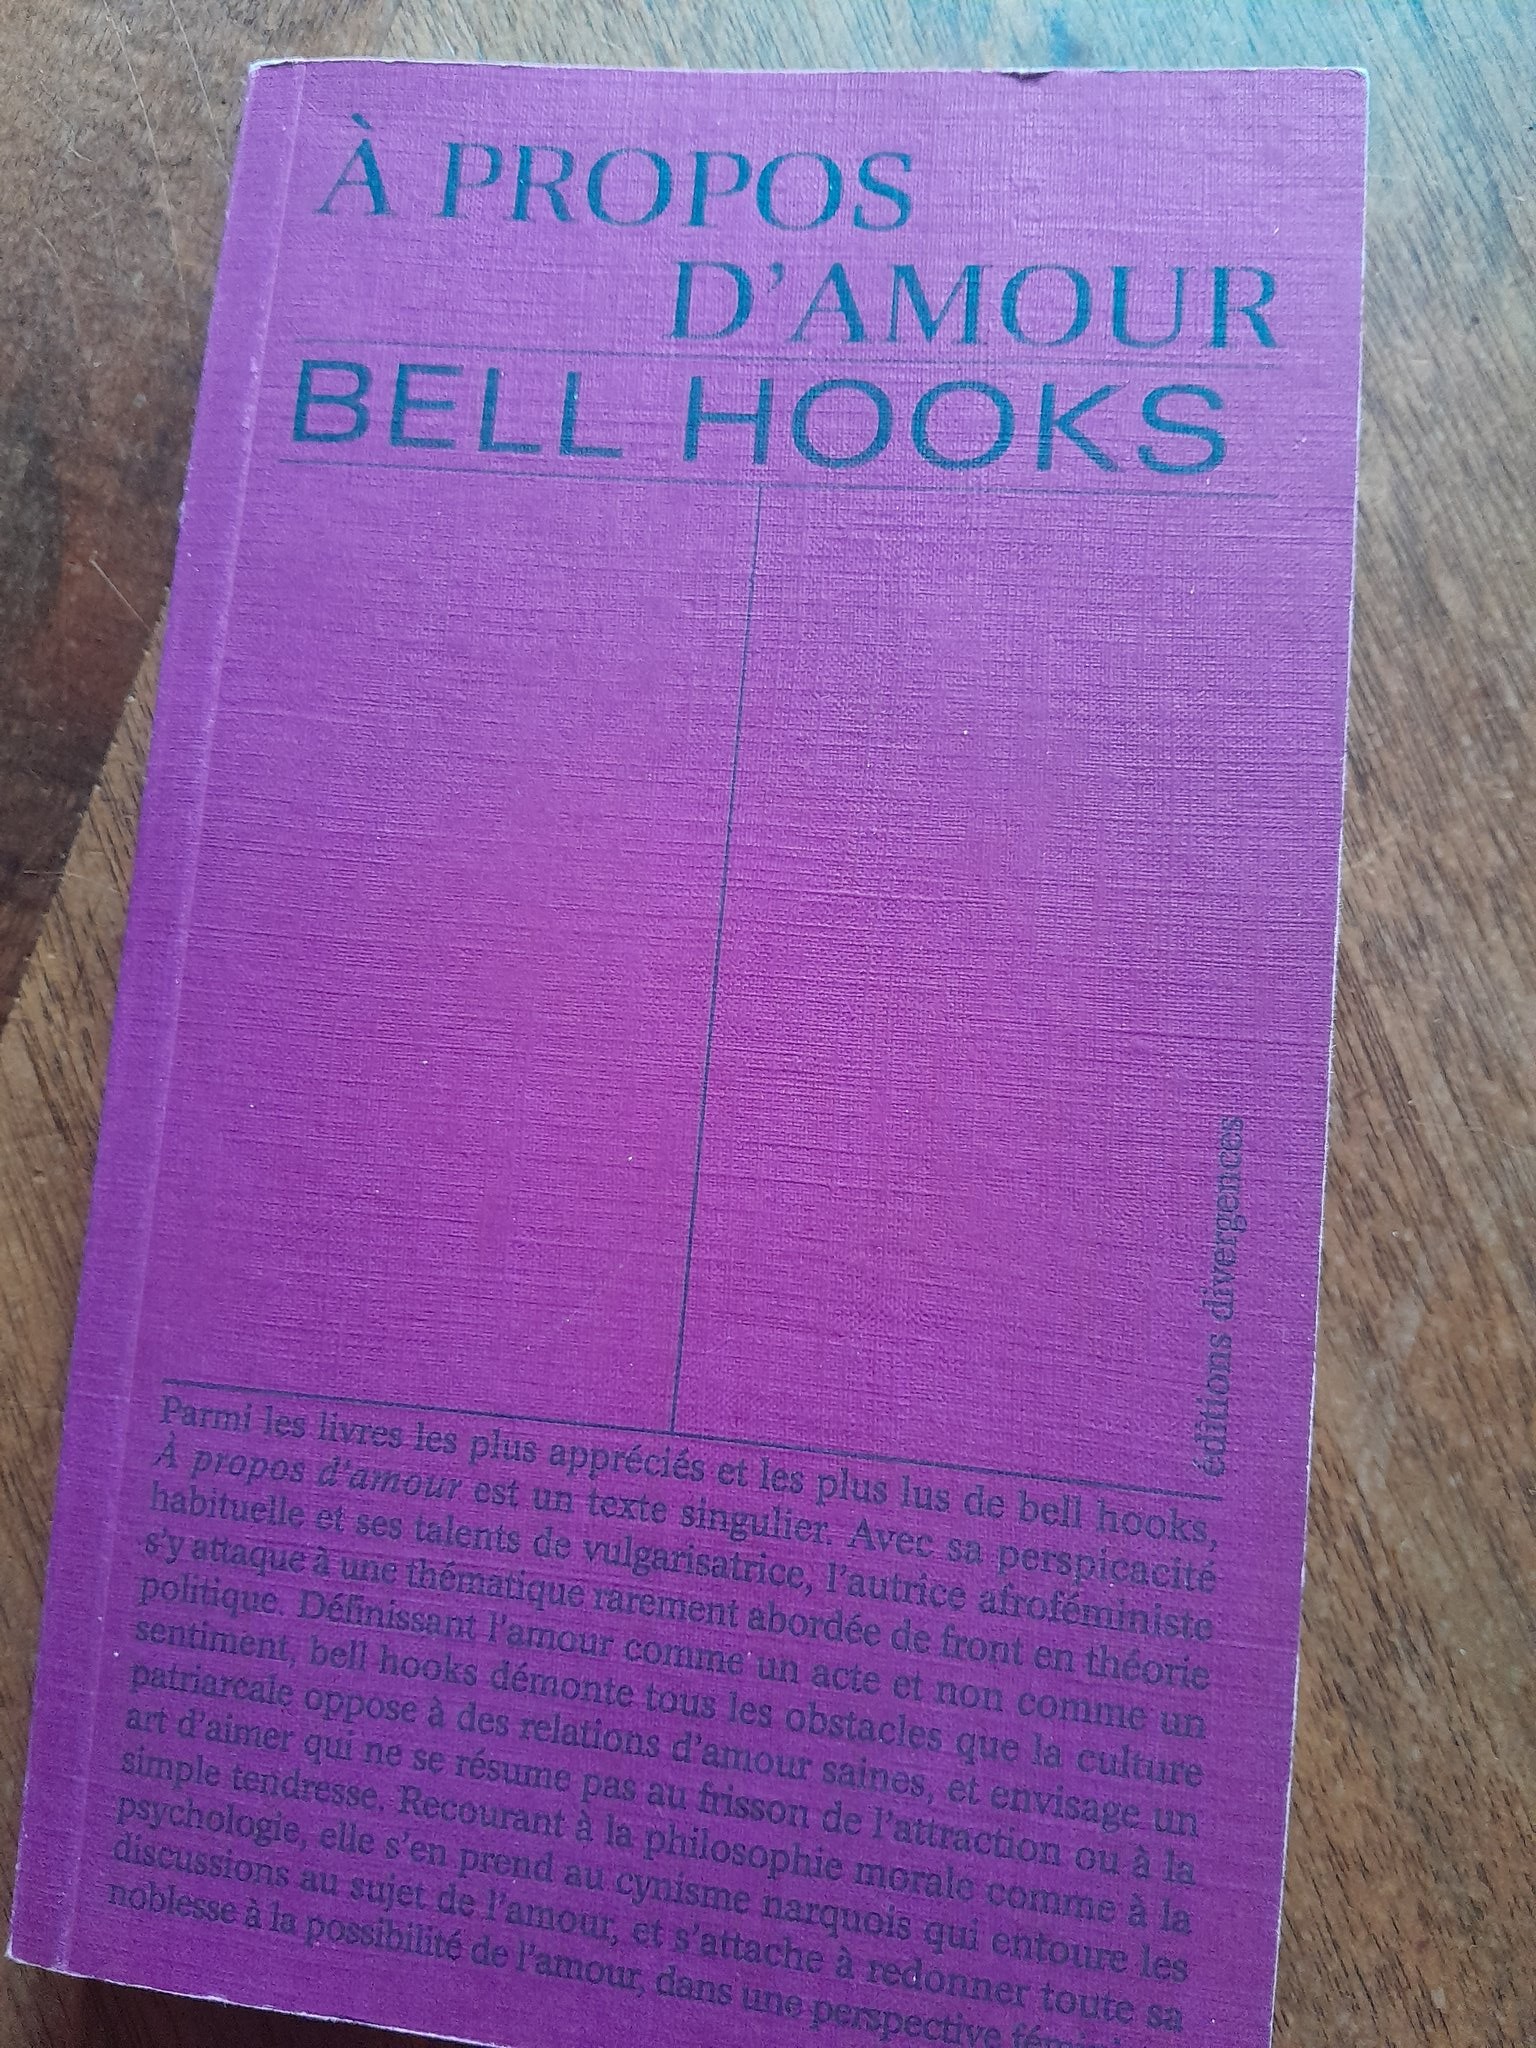 À PROPOS
D'AMOUR
BELL HOOKS
éditions divergences
Parmi les livres les plus appréciés et les plus lus de bell hooks,
À propos d'amour est un texte singulier. Avec sa perspicacité
habituelle et ses talents de vulgarisatrice, l'autrice afroféministe
s'y attaque à une thématique rarement abordée de front en théorie
politique. Définissant l'amour comme un acte et non comme un
sentiment, bell hooks démonte tous les obstacles que la culture
patriarcale oppose à des relations d'amour saines, et envisage un
art d'aimer qui ne se résume pas au frisson de l'attraction ou à la
simple tendresse. Recourant à la philosophie morale comme à la
psychologie, elle s'en prend au cynisme narquois qui entoure les
discussions au sujet de l'amour, et s'attache à redonner toute sa
noblesse à la possibilité de l'amour, dans une perspective